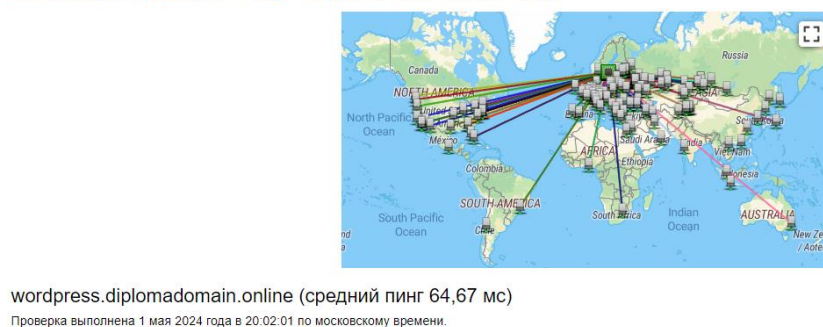 Canada
Russia
NORTH AMERICA
North Pacific
Ocean
Mexico
AFRICA
Ethiopia
Colombia
Indonesia
SOUTH AMERICA
South Pacific
Ocean
Indian
Ocean
AUSTRALIA
wordpress.diplomadomain.online (средний пинг 64,67 мс)
Проверка выполнена 1 мая 2024 года в 20:02:01 по московскому времени.